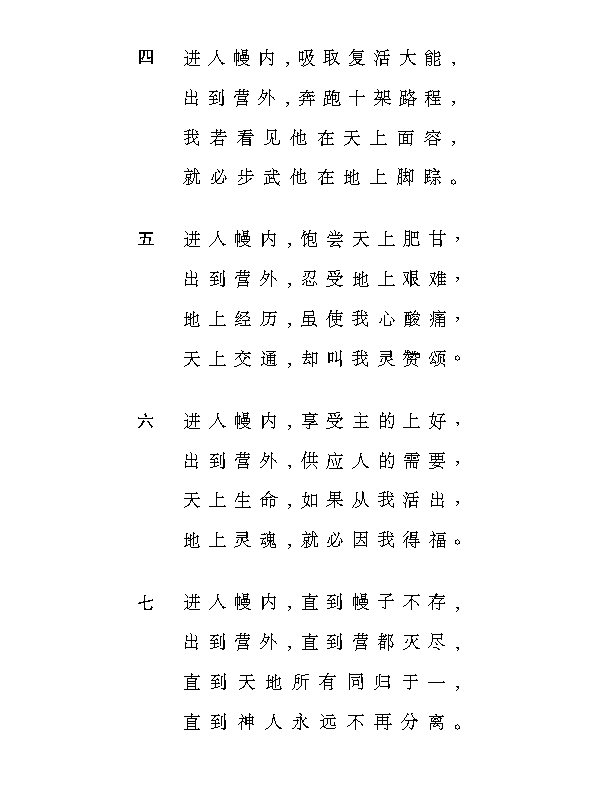 四 进入幔内,吸取复活大能,
出到营外,奔跑十架路程,
我若看见他在天上面容,
就必步武他在地上脚踪。
五 进入幔内,饱尝天上肥甘,
出到营外,忍受地上艰难,
地上经历,虽使我心酸痛,
天上交通,却叫我灵赞颂。
六 进入幔内,享受主的上好,
出到营外,供应人的需要,
天上生命,如果从我活出,
地上灵魂,就必因我得福。
七 进入幔内,直到幔子不存,
出到营外,直到营都灭尽,
直到天地所有同归于一,
直到神人永远不再分离。